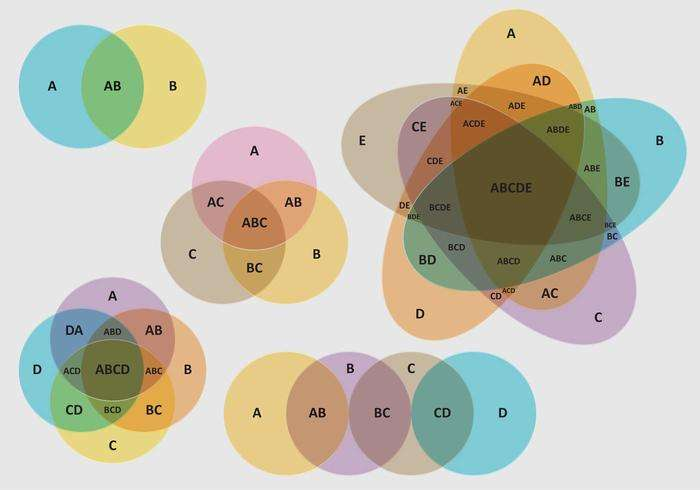 A AB B
A
AC AB
ABC
C BC B
A
DA ABD AB
D ACD ABCD ABC B
CD BCD BC
C
B C
A AB BC CD D
A
AD
AE
ACE ADE ABD AB
CE ACDE ABDE
E B
CDE ABE
BE
ABCDE
DE BCDE
BDE ABCE BCE
BC
BCD
BD ABCD ABC
CD ACD AC
D C